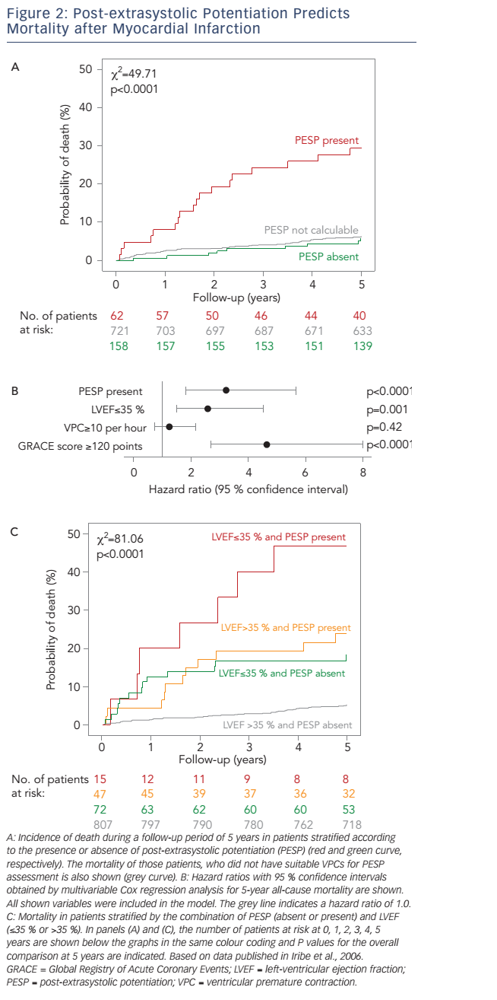 Figure 2: Post-extrasystolic Potentiation Predicts
Mortality after Myocardial Infarction
A
χ²=49.71
p<0.0001
Probability of death (%)
50
40
30
20
10
0
PESP present
PESP not calculable
PESP absent
0 1 2 3 4 5
Follow-up (years)
No. of patients
at risk:
62 57 50 46 44 40
721 703 697 687 671 633
158 157 155 153 151 139
B
PESP present p<0.0001
LVEF≤35 % p=0.001
VPC≥10 per hour p=0.42
GRACE score ≥120 points p<0.0001
0 2 4 6 8
Hazard ratio (95 % confidence interval)
C
χ²=81.06
p<0.0001
Probability of death (%)
50
40
30
20
10
0
LVEF≤35 % and PESP present
LVEF>35 % and PESP present
LVEF≤35 % and PESP absent
LVEF >35 % and PESP absent
0 1 2 3 4 5
Follow-up (years)
No. of patients
at risk:
15 12 11 9 8 8
47 45 39 37 36 32
72 63 62 60 60 53
807 797 790 780 762 718
A: Incidence of death during a follow-up period of 5 years in patients stratified according
to the presence or absence of post-extrasystolic potentiation (PESP) (red and green curve,
respectively). The mortality of those patients, who did not have suitable VPCs for PESP
assessment is also shown (grey curve). B: Hazard ratios with 95 % confidence intervals
obtained by multivariable Cox regression analysis for 5-year all-cause mortality are shown.
All shown variables were included in the model. The grey line indicates a hazard ratio of 1.0.
C: Mortality in patients stratified by the combination of PESP (absent or present) and LVEF
(≤35 % or >35 %). In panels (A) and (C), the number of patients at risk at 0, 1, 2, 3, 4, 5
years are shown below the graphs in the same colour coding and P values for the overall
comparison at 5 years are indicated. Based on data published in Iribe et al., 2006.
GRACE = Global Registry of Acute Coronary Events; LVEF = left-ventricular ejection fraction;
PESP = post-extrasystolic potentiation; VPC = ventricular premature contraction.